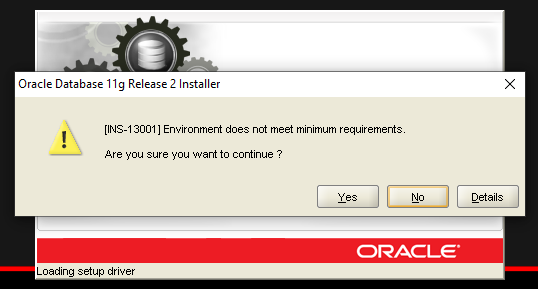 Oracle Database 11g Release 2 Installer
[INS-13001] Environment does not meet minimum requirements.
Are you sure you want to continue ?
Yes
No
Details
ORACLE
Loading setup driver